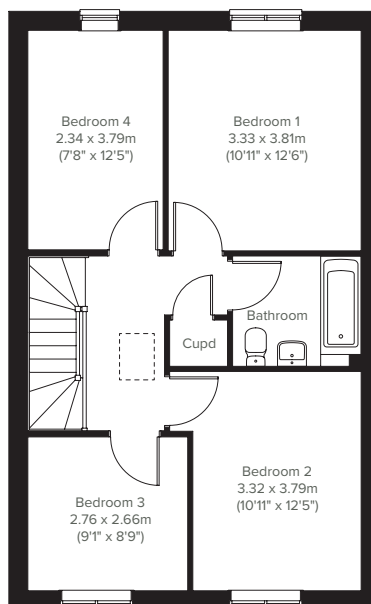 Bedroom 4
2.34 x 3.79m
(7'8" x 12'5")
Bedroom 1
3.33 x 3.81m
(10'11" x 12'6")
Bathroom
Cupd
Bedroom 2
3.32 x 3.79m
(10'11" x 12'5")
Bedroom 3
2.76 x 2.66m
(9'1" x 8'9")